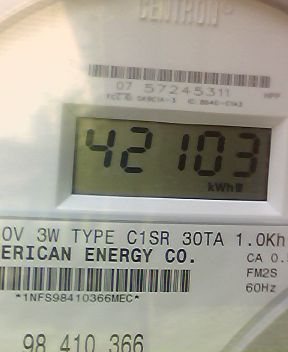 CENTRON®
07 57245311
42103
kWh
0V 3W TYPE C1SR 30TA 1.0Kh
ERICAN ENERGY CO.
CA 0.
FM2S
*1NFS98410366MEC*
60Hz
98 410 366